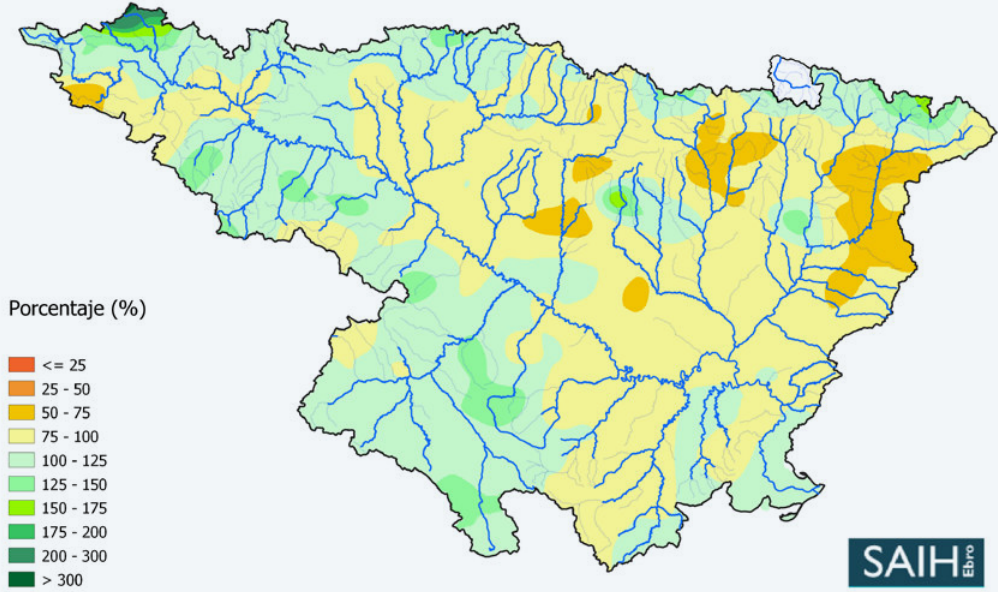 Porcentaje (%)
<= 25
25 - 50
50 - 75
75 - 100
100 - 125
125 - 150
150 - 175
175 - 200
200 - 300
> 300
SAIH Ebro